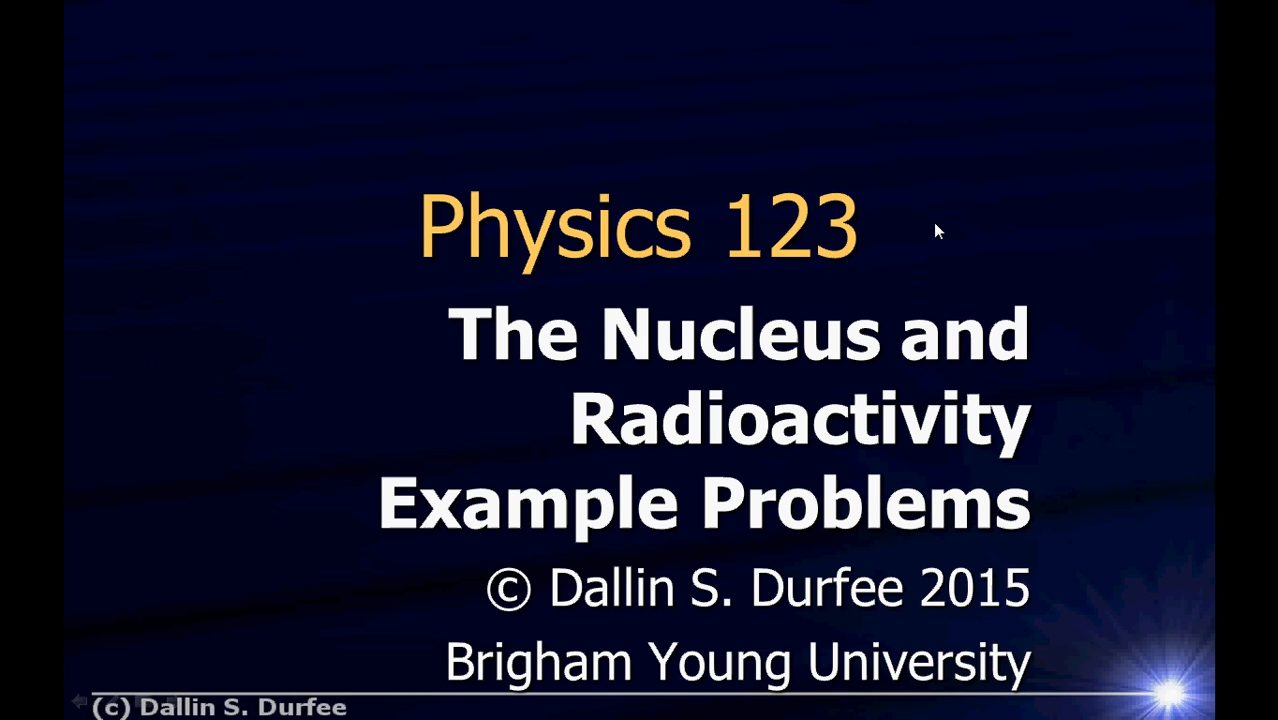 Physics 123
The Nucleus and
Radioactivity
Example Problems
© Dallin S. Durfee 2015
Brigham Young University
(c) Dallin S. Durfee